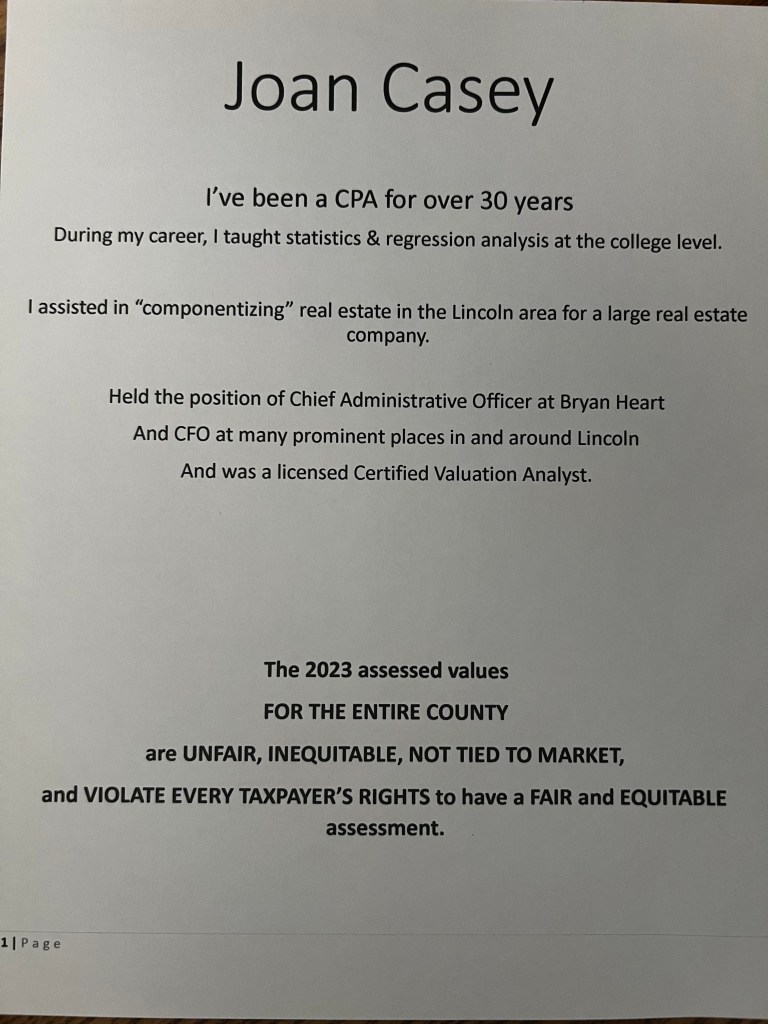 Joan Casey
I’ve been a CPA for over 30 years
During my career, I taught statistics & regression analysis at the college level.
I assisted in “componentizing” real estate in the Lincoln area for a large real estate
company.
Held the position of Chief Administrative Officer at Bryan Heart
And CFO at many prominent places in and around Lincoln
And was a licensed Certified Valuation Analyst.
The 2023 assessed values
FOR THE ENTIRE COUNTY
are UNFAIR, INEQUITABLE, NOT TIED TO MARKET,
and VIOLATE EVERY TAXPAYER’S RIGHTS to have a FAIR and EQUITABLE
assessment.
1 | Page